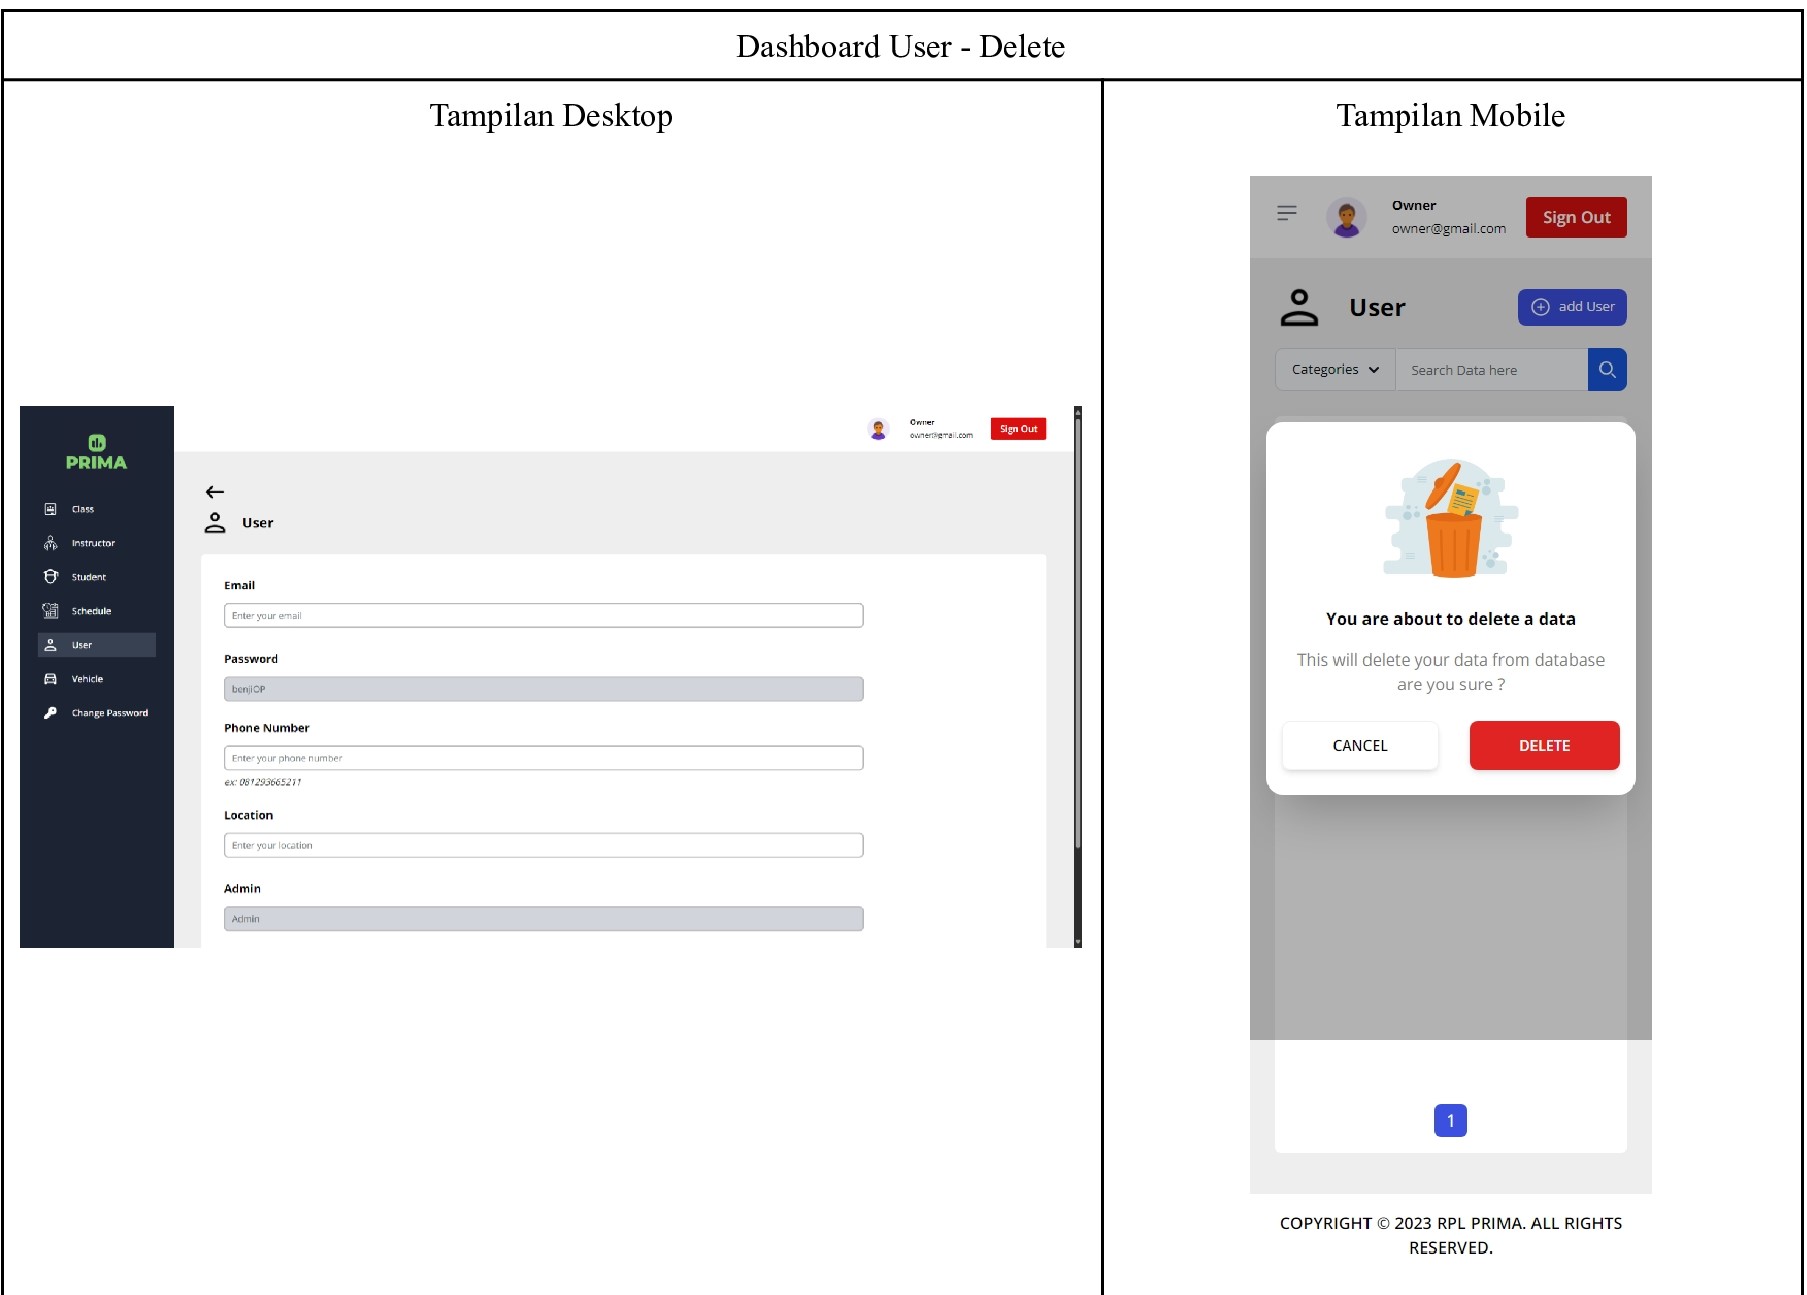 Dashboard User - Delete
Tampilan Desktop
PRIMA
Class
Instructor
Student
Schedule
User
Vehicle
Change Password
Owner
owner@gmail.com
Sign Out
User
Email
Enter your email
Password
benjiOP
Phone Number
Enter your phone number
ex: 081293665211
Location
Enter your location
Admin
Admin
Tampilan Mobile
Owner
owner@gmail.com
Sign Out
User
add User
Categories
Search Data here
You are about to delete a data
This will delete your data from database
are you sure ?
CANCEL
DELETE
1
COPYRIGHT © 2023 RPL PRIMA. ALL RIGHTS
RESERVED.